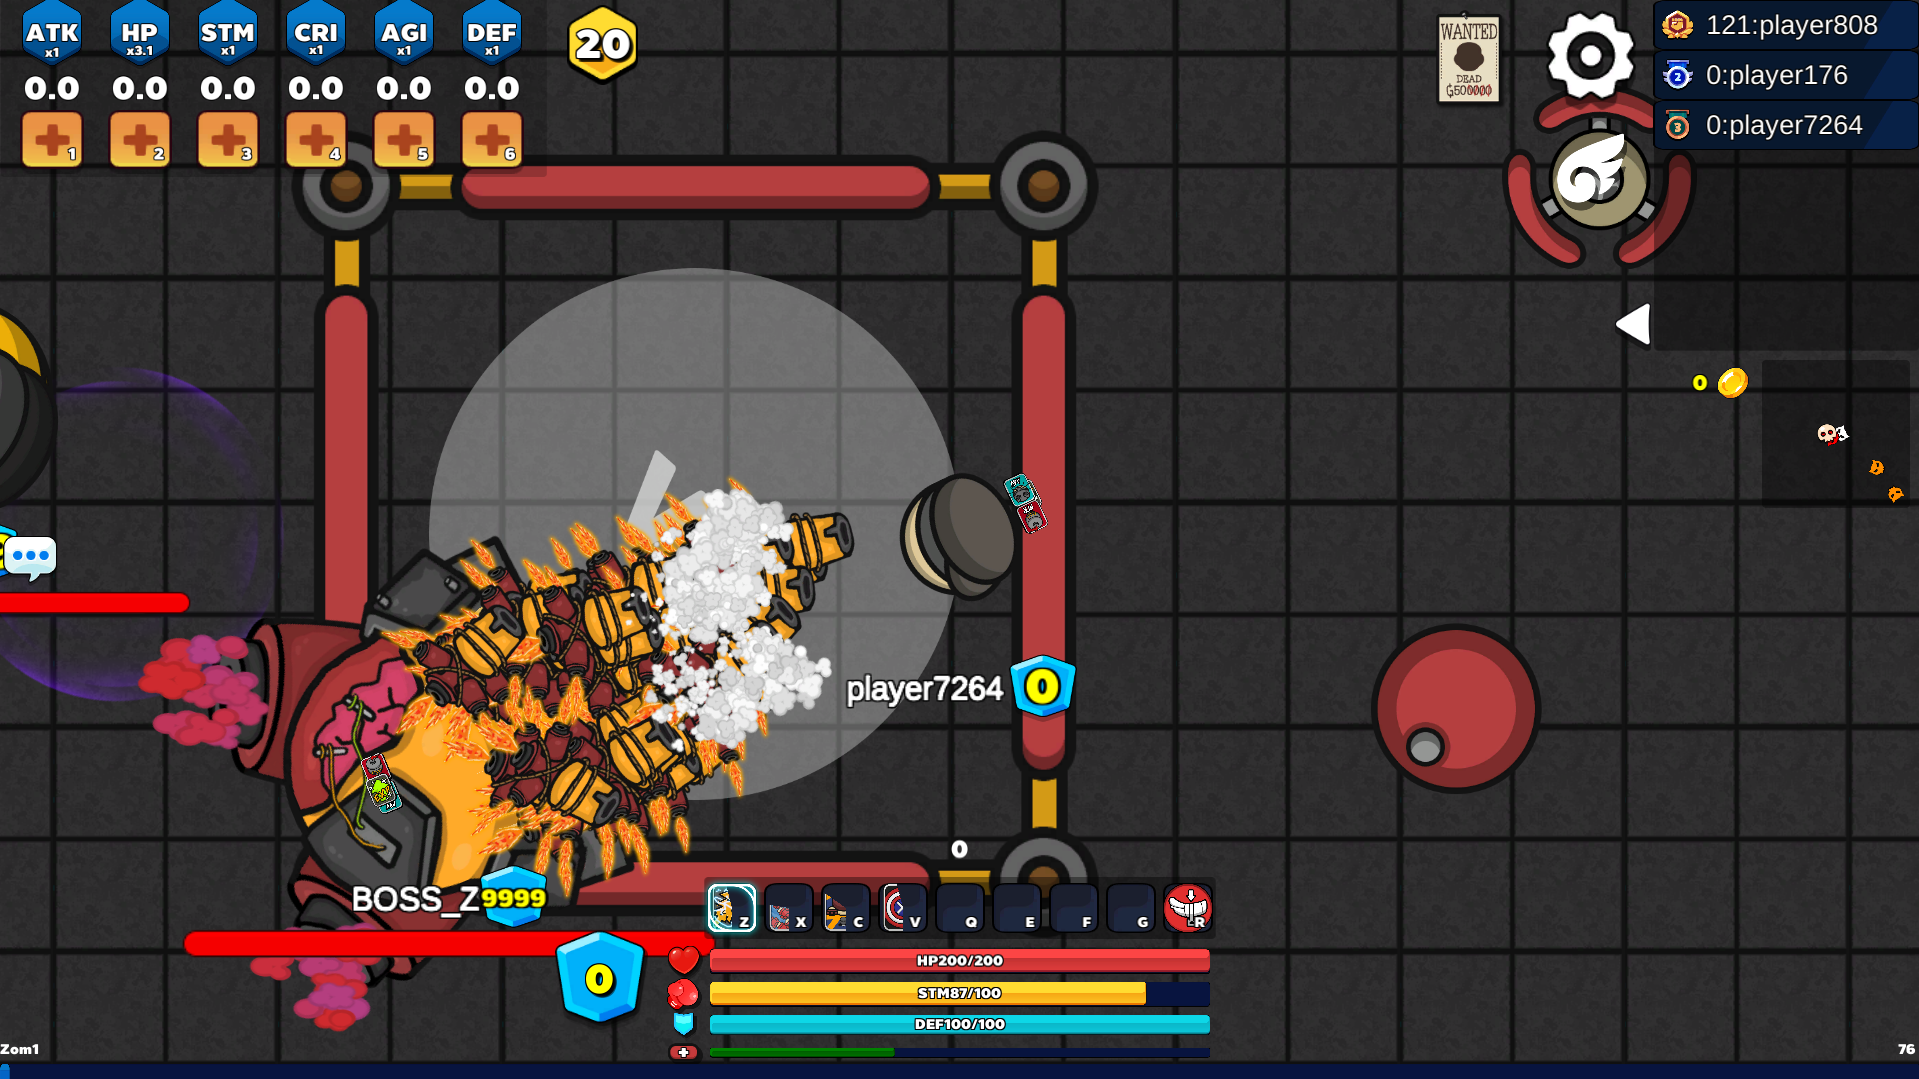 ATK HP STM CRI AGI DEF
x1 x3.1 x1 x1 x1 x1
0.0 0.0 0.0 0.0 0.0 0.0
1 2 3 4 5 6
20
WANTED
DEAD
121:player808
2 0:player176
3 0:player7264
0
player7264 0
BOSS_Z 9999
0
Z X C V Q E F G R
HP200/200
0
STM87/100
DEF100/100
Zom1
76